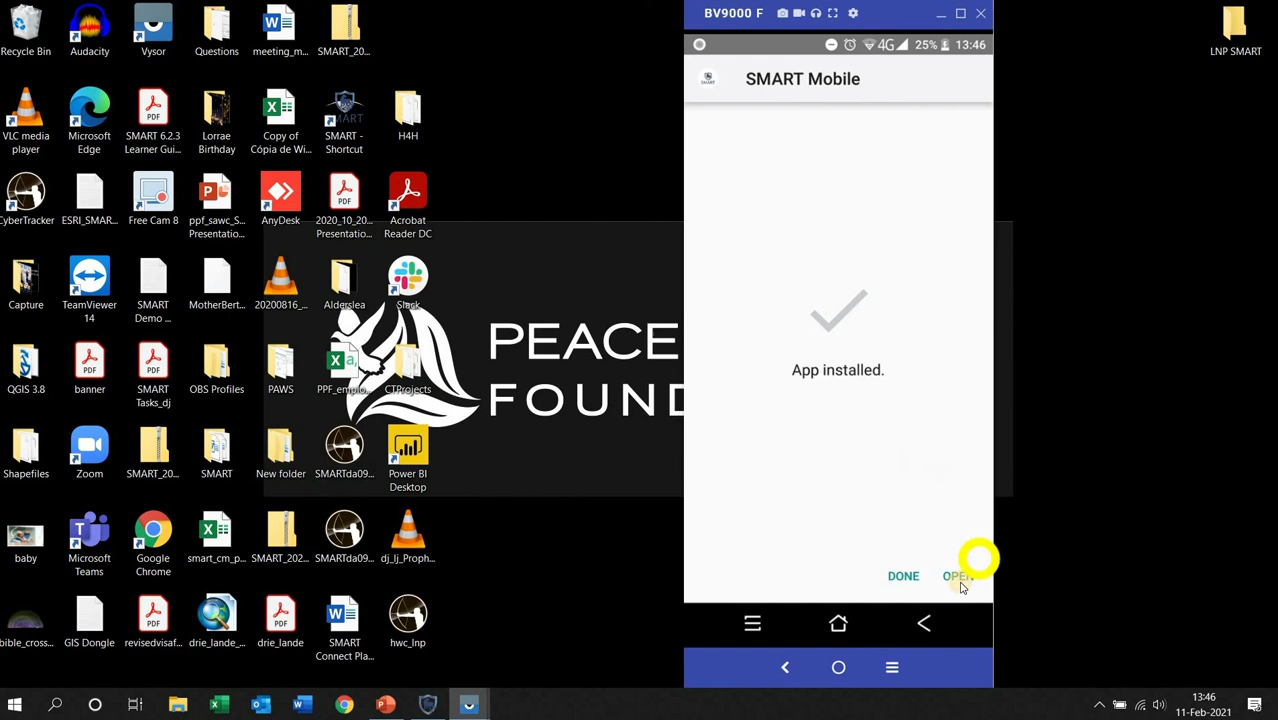 BV9000 F
4G 25% 13:46
SMART Mobile
SMART
App installed.
DONE OPEN
Recycle Bin
Audacity
Vysor
Questions
meeting_m...
SMART_20...
LNP SMART
VLC media player
Microsoft Edge
SMART 6.2.3 Learner Gui...
Lorrae Birthday
Copy of Cópia de Wi...
SMART - Shortcut
H4H
CyberTracker
ESRI_SMAR...
Free Cam 8
ppf_sawc_S... Presentatio...
AnyDesk
2020_10_20... Presentatio...
Acrobat Reader DC
Capture
TeamViewer 14
SMART Demo ...
MotherBert...
20200816_...
Alderslea
Slack
PEACE
FOUND
QGIS 3.8
banner
SMART Tasks_dj
OBS Profiles
PAWS
PPF_emplo...
CTProjects
Shapefiles
Zoom
SMART_20...
SMART
New folder
SMARTda09...
Power BI Desktop
baby
Microsoft Teams
Google Chrome
smart_cm_p...
SMART_202...
SMARTda09...
dj_lj_Proph...
bible_cross...
GIS Dongle
revisedvisaf...
drie_lande_...
drie_lande
SMART Connect Pla...
hwc_lnp
13:46
11-Feb-2021